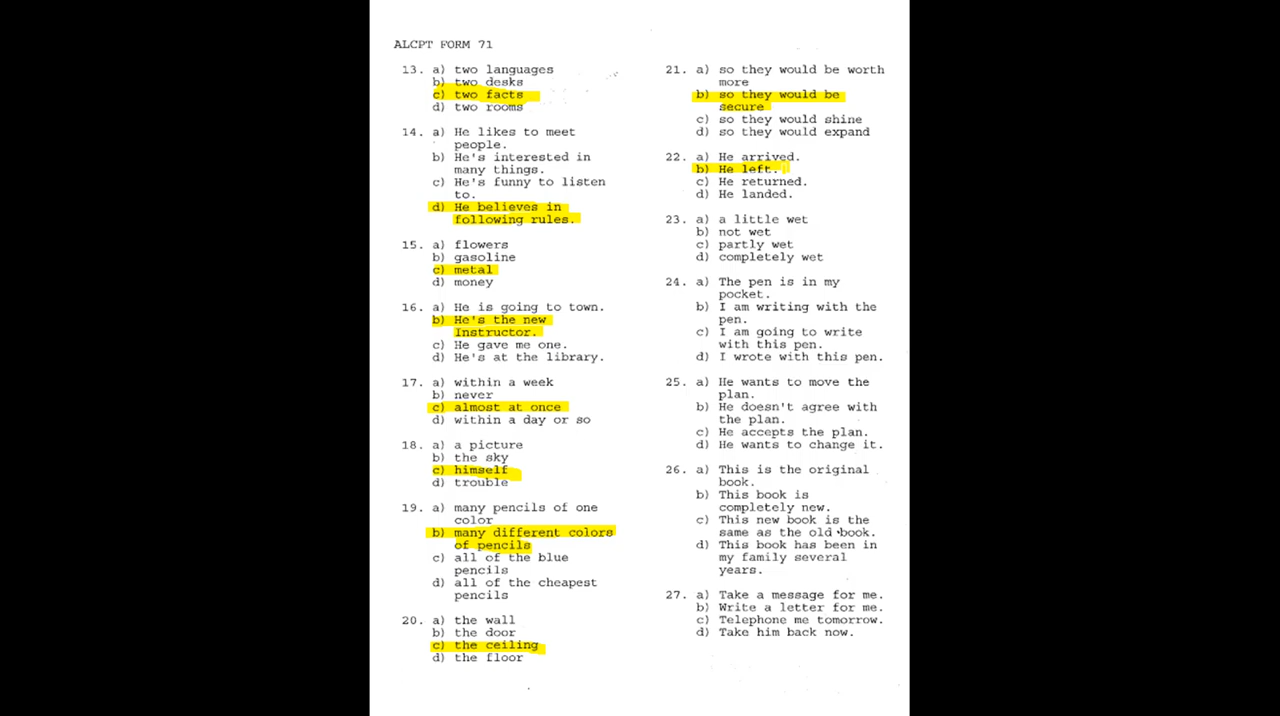 ALCPT FORM 71
13. a) two languages
b) two desks
c) two facts
d) two rooms
14. a) He likes to meet
people.
b) He's interested in
many things.
c) He's funny to listen
to.
d) He believes in
following rules.
15. a) flowers
b) gasoline
c) metal
d) money
16. a) He is going to town.
b) He's the new
Instructor.
c) He gave me one.
d) He's at the library.
17. a) within a week
b) never
c) almost at once
d) within a day or so
18. a) a picture
b) the sky
c) himself
d) trouble
19. a) many pencils of one
color
b) many different colors
of pencils
c) all of the blue
pencils
d) all of the cheapest
pencils
20. a) the wall
b) the door
c) the ceiling
d) the floor
21. a) so they would be worth
more
b) so they would be
secure
c) so they would shine
d) so they would expand
22. a) He arrived.
b) He left.
c) He returned.
d) He landed.
23. a) a little wet
b) not wet
c) partly wet
d) completely wet
24. a) The pen is in my
pocket.
b) I am writing with the
pen.
c) I am going to write
with this pen.
d) I wrote with this pen.
25. a) He wants to move the
plan.
b) He doesn't agree with
the plan.
c) He accepts the plan.
d) He wants to change it.
26. a) This is the original
book.
b) This book is
completely new.
c) This new book is the
same as the old book.
d) This book has been in
my family several
years.
27. a) Take a message for me.
b) Write a letter for me.
c) Telephone me tomorrow.
d) Take him back now.